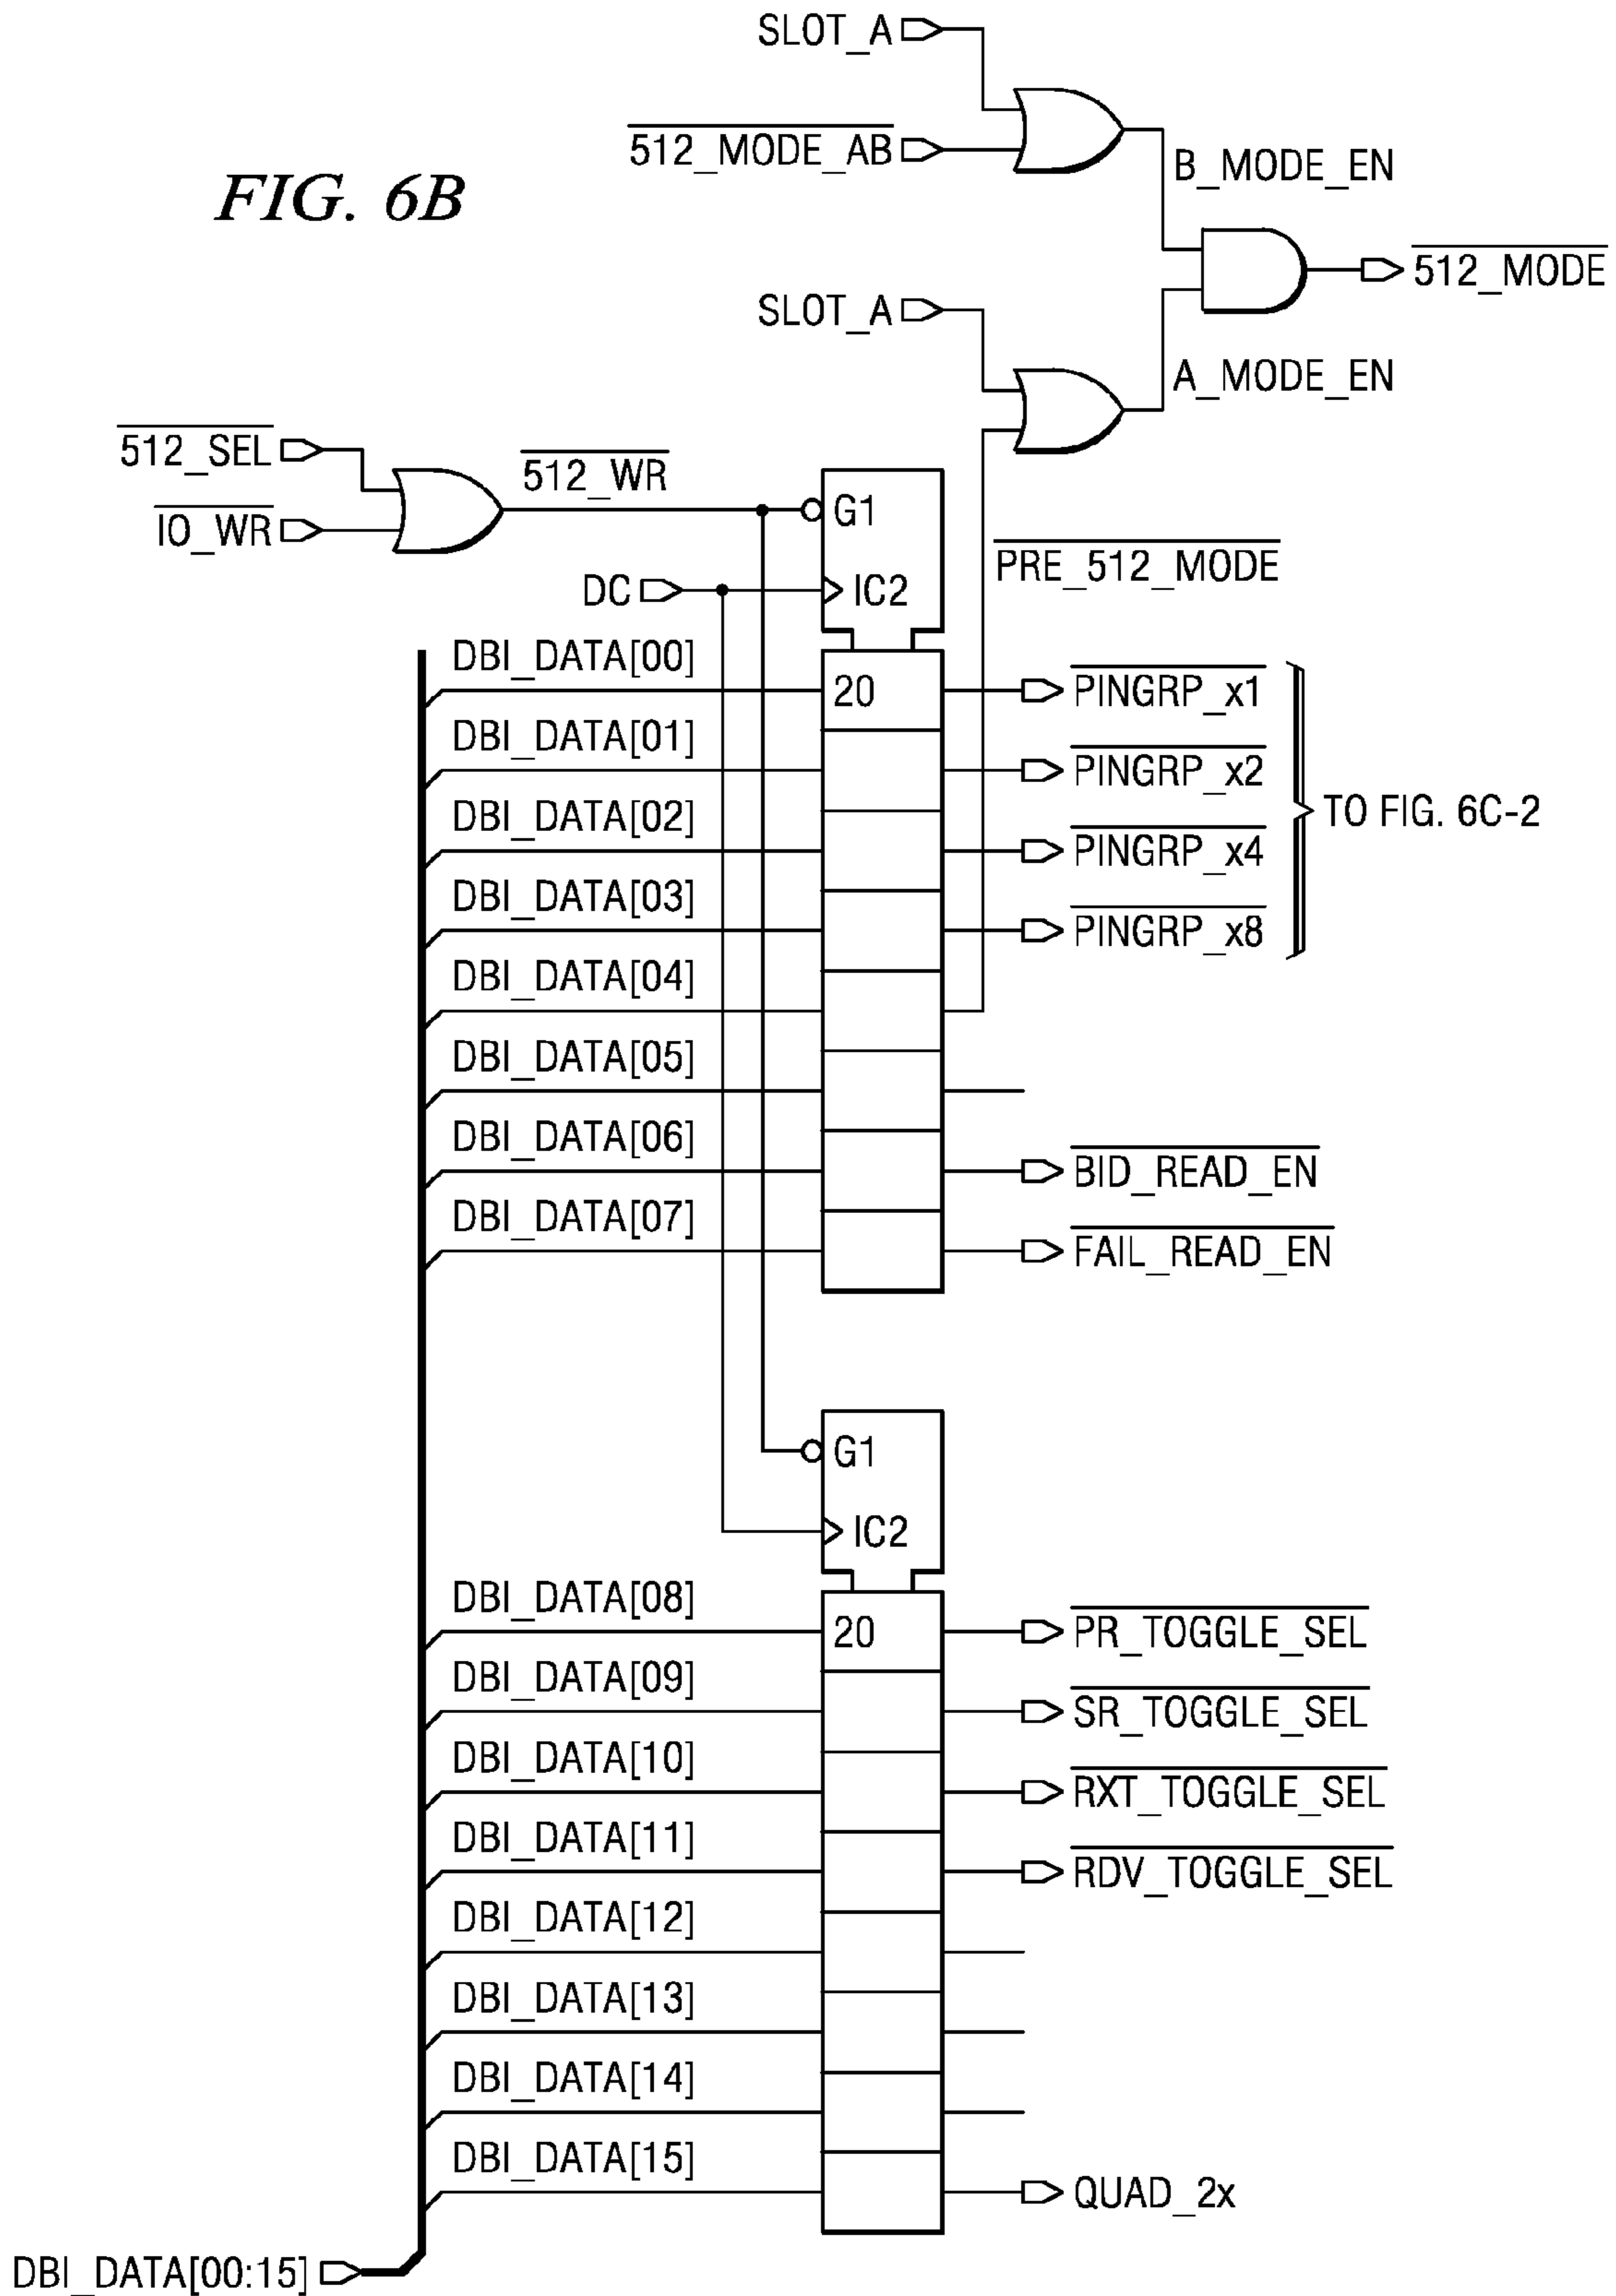 SLOT_A
512_MODE_AB
FIG. 6B
B_MODE_EN
512_MODE
SLOT_A
A_MODE_EN
512_SEL
512_WR
IO_WR
G1
PRE_512_MODE
DC
IC2
DBI_DATA[00]
20
PINGRP_x1
DBI_DATA[01]
PINGRP_x2
DBI_DATA[02]
TO FIG. 6C-2
PINGRP_x4
DBI_DATA[03]
PINGRP_x8
DBI_DATA[04]
DBI_DATA[05]
DBI_DATA[06]
BID_READ_EN
DBI_DATA[07]
FAIL_READ_EN
G1
IC2
DBI_DATA[08]
20
PR_TOGGLE_SEL
DBI_DATA[09]
SR_TOGGLE_SEL
DBI_DATA[10]
RXT_TOGGLE_SEL
DBI_DATA[11]
RDV_TOGGLE_SEL
DBI_DATA[12]
DBI_DATA[13]
DBI_DATA[14]
DBI_DATA[15]
QUAD_2x
DBI_DATA[00:15]